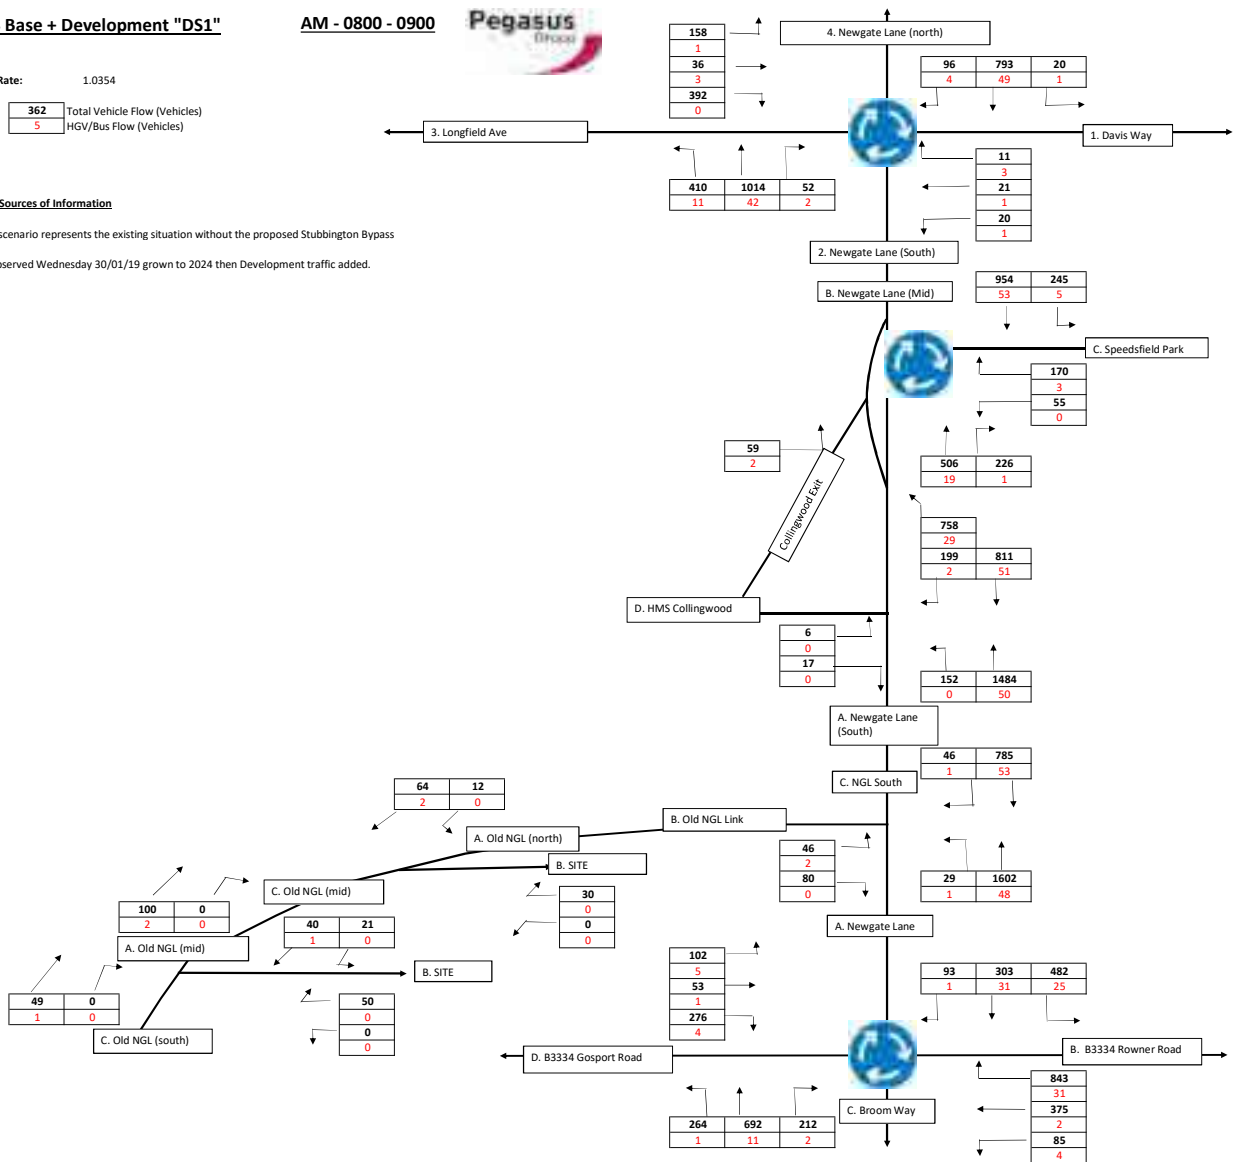 Base + Development "DS1"
AM - 0800 - 0900
Pegasus
Group
Rate: 1.0354
362 Total Vehicle Flow (Vehicles)
5 HGV/Bus Flow (Vehicles)
Sources of Information
scenario represents the existing situation without the proposed Stubbington Bypass
bserved Wednesday 30/01/19 grown to 2024 then Development traffic added.
158
1
36
3
392
0
4. Newgate Lane (north)
96 793 20
4 49 1
3. Longfield Ave
1. Davis Way
410 1014 52
11 42 2
11
3
21
1
20
1
2. Newgate Lane (South)
B. Newgate Lane (Mid)
954 245
53 5
C. Speedsfield Park
170
3
55
0
59
2
506 226
19 1
Collingwood Exit
758
29
199 811
2 51
D. HMS Collingwood
6
0
17
0
152 1484
0 50
A. Newgate Lane
(South)
46 785
1 53
C. NGL South
64 12
2 0
B. Old NGL Link
A. Old NGL (north)
46
2
80
0
B. SITE
29 1602
1 48
C. Old NGL (mid)
30
0
0
0
100 0
2 0
40 21
1 0
A. Newgate Lane
A. Old NGL (mid)
B. SITE
102
5
53
1
276
4
93 303 482
1 31 25
49 0
1 0
50
0
0
0
C. Old NGL (south)
D. B3334 Gosport Road
B. B3334 Rowner Road
C. Broom Way
264 692 212
1 11 2
843
31
375
2
85
4